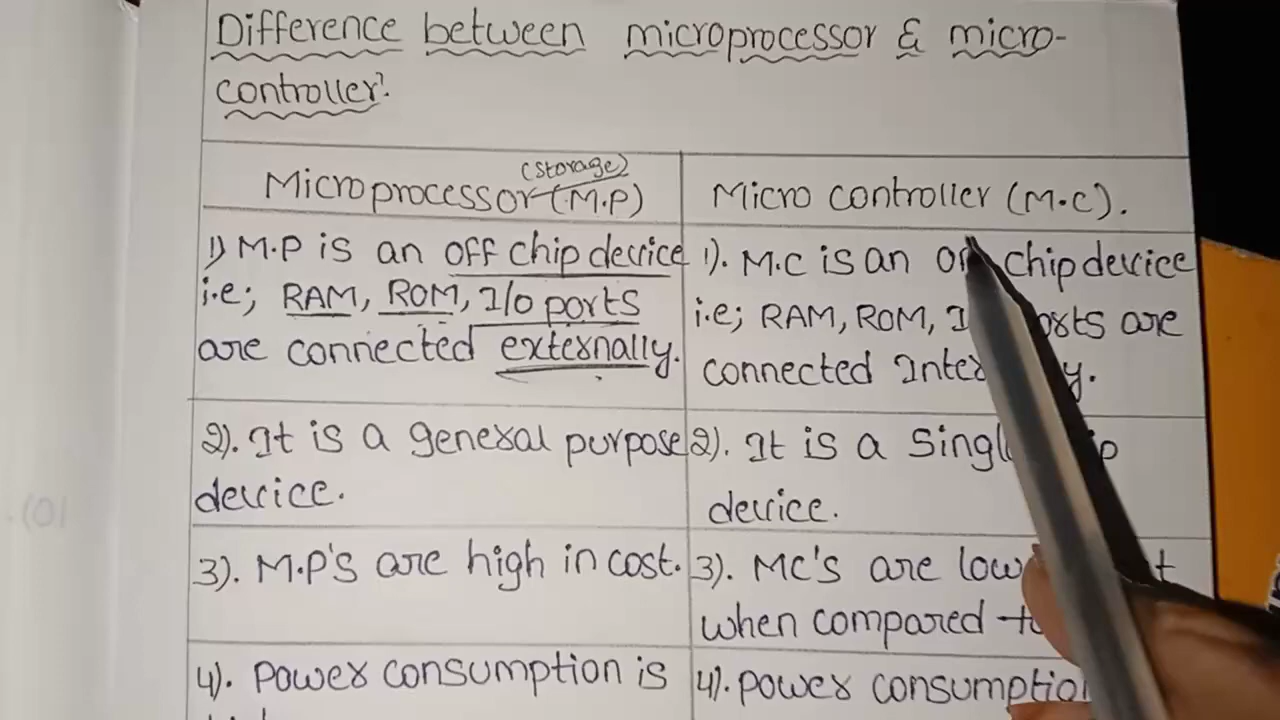 Difference between microprocessor & micro-
controller?
(storage)
Microprocessor (M.P)
1) M.P is an off chip device
i.e; RAM, ROM, I/o ports
are connected externally.
2). It is a general purpose
device.
3). M.P's are high in cost.
4). Power consumption is
Micro controller (M.C).
1). M.C is an chip device
i.e; RAM, ROM, are
connected
2). It is a
device.
3). MC's are low
when compared
4). power consumption